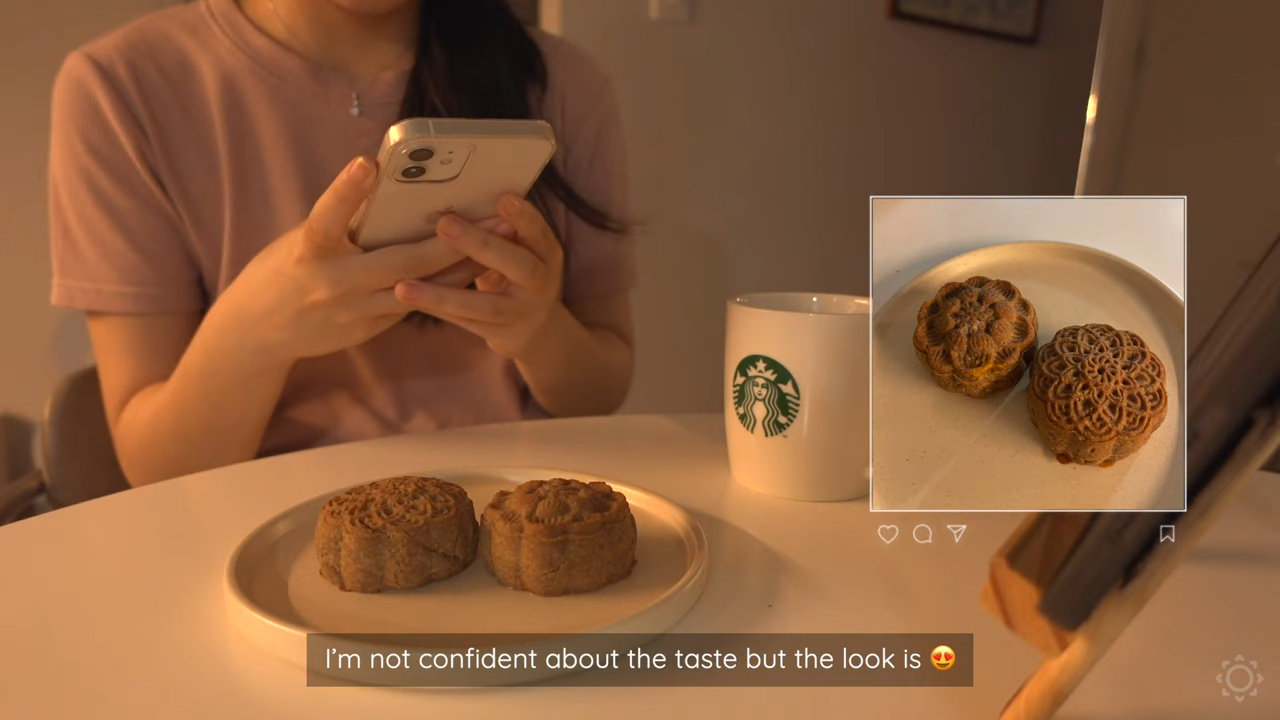 I’m not confident about the taste but the look is 😍